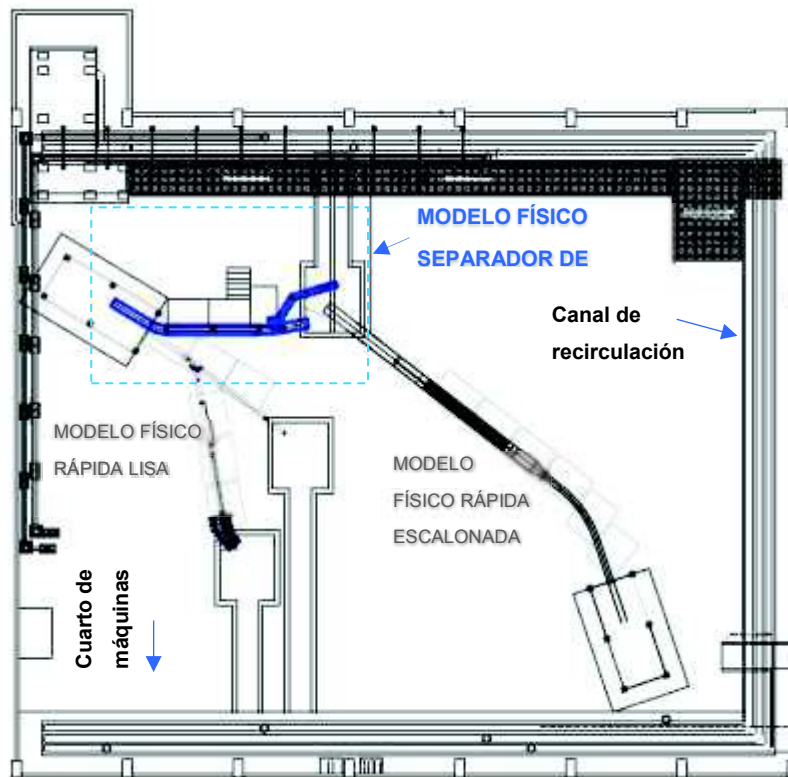 MODELO FÍSICO
SEPARADOR DE
Canal de
recirculación
MODELO FÍSICO
RÁPIDA LISA
MODELO
FÍSICO RÁPIDA
ESCALONADA
Cuarto de
máquinas